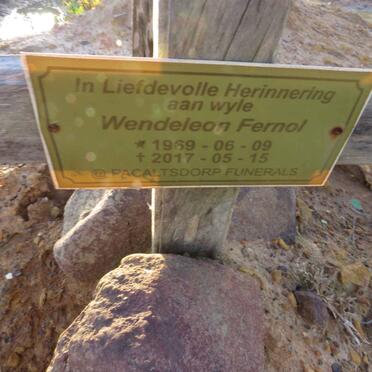 In Liefdevolle Herinnering
aan wyle
Wendeleon Fernol
* 1969 - 06 - 09
† 2017 - 05 - 15
@ PACALTSDORP FUNERALS